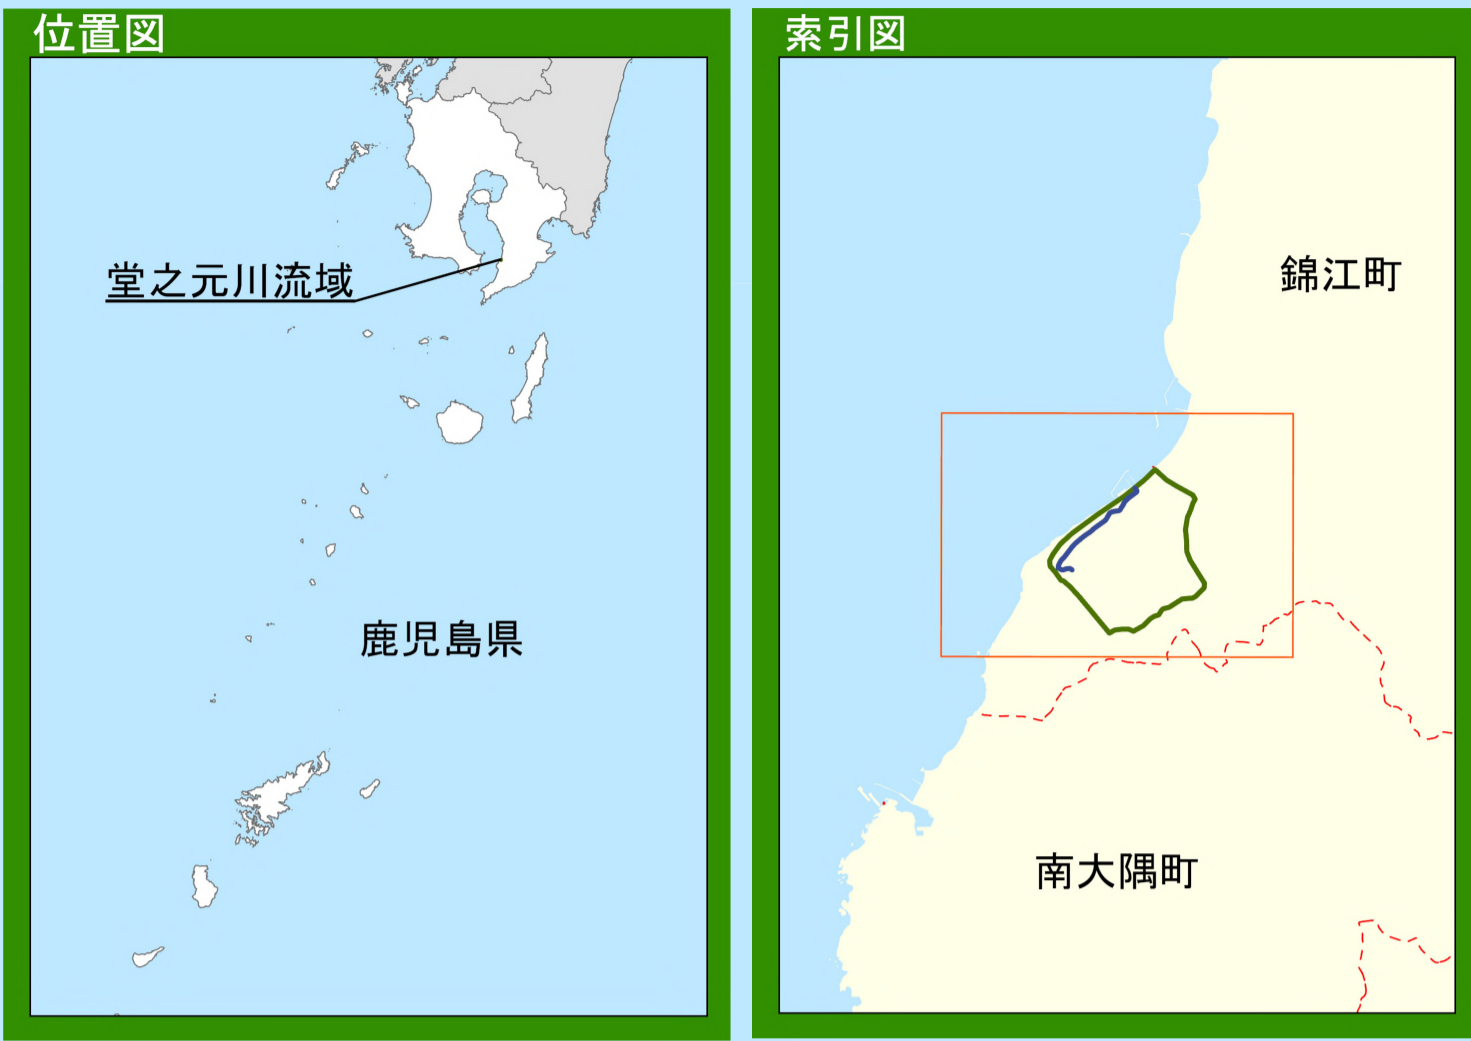 位置図
堂之元川流域
鹿児島県
索引図
錦江町
南大隅町